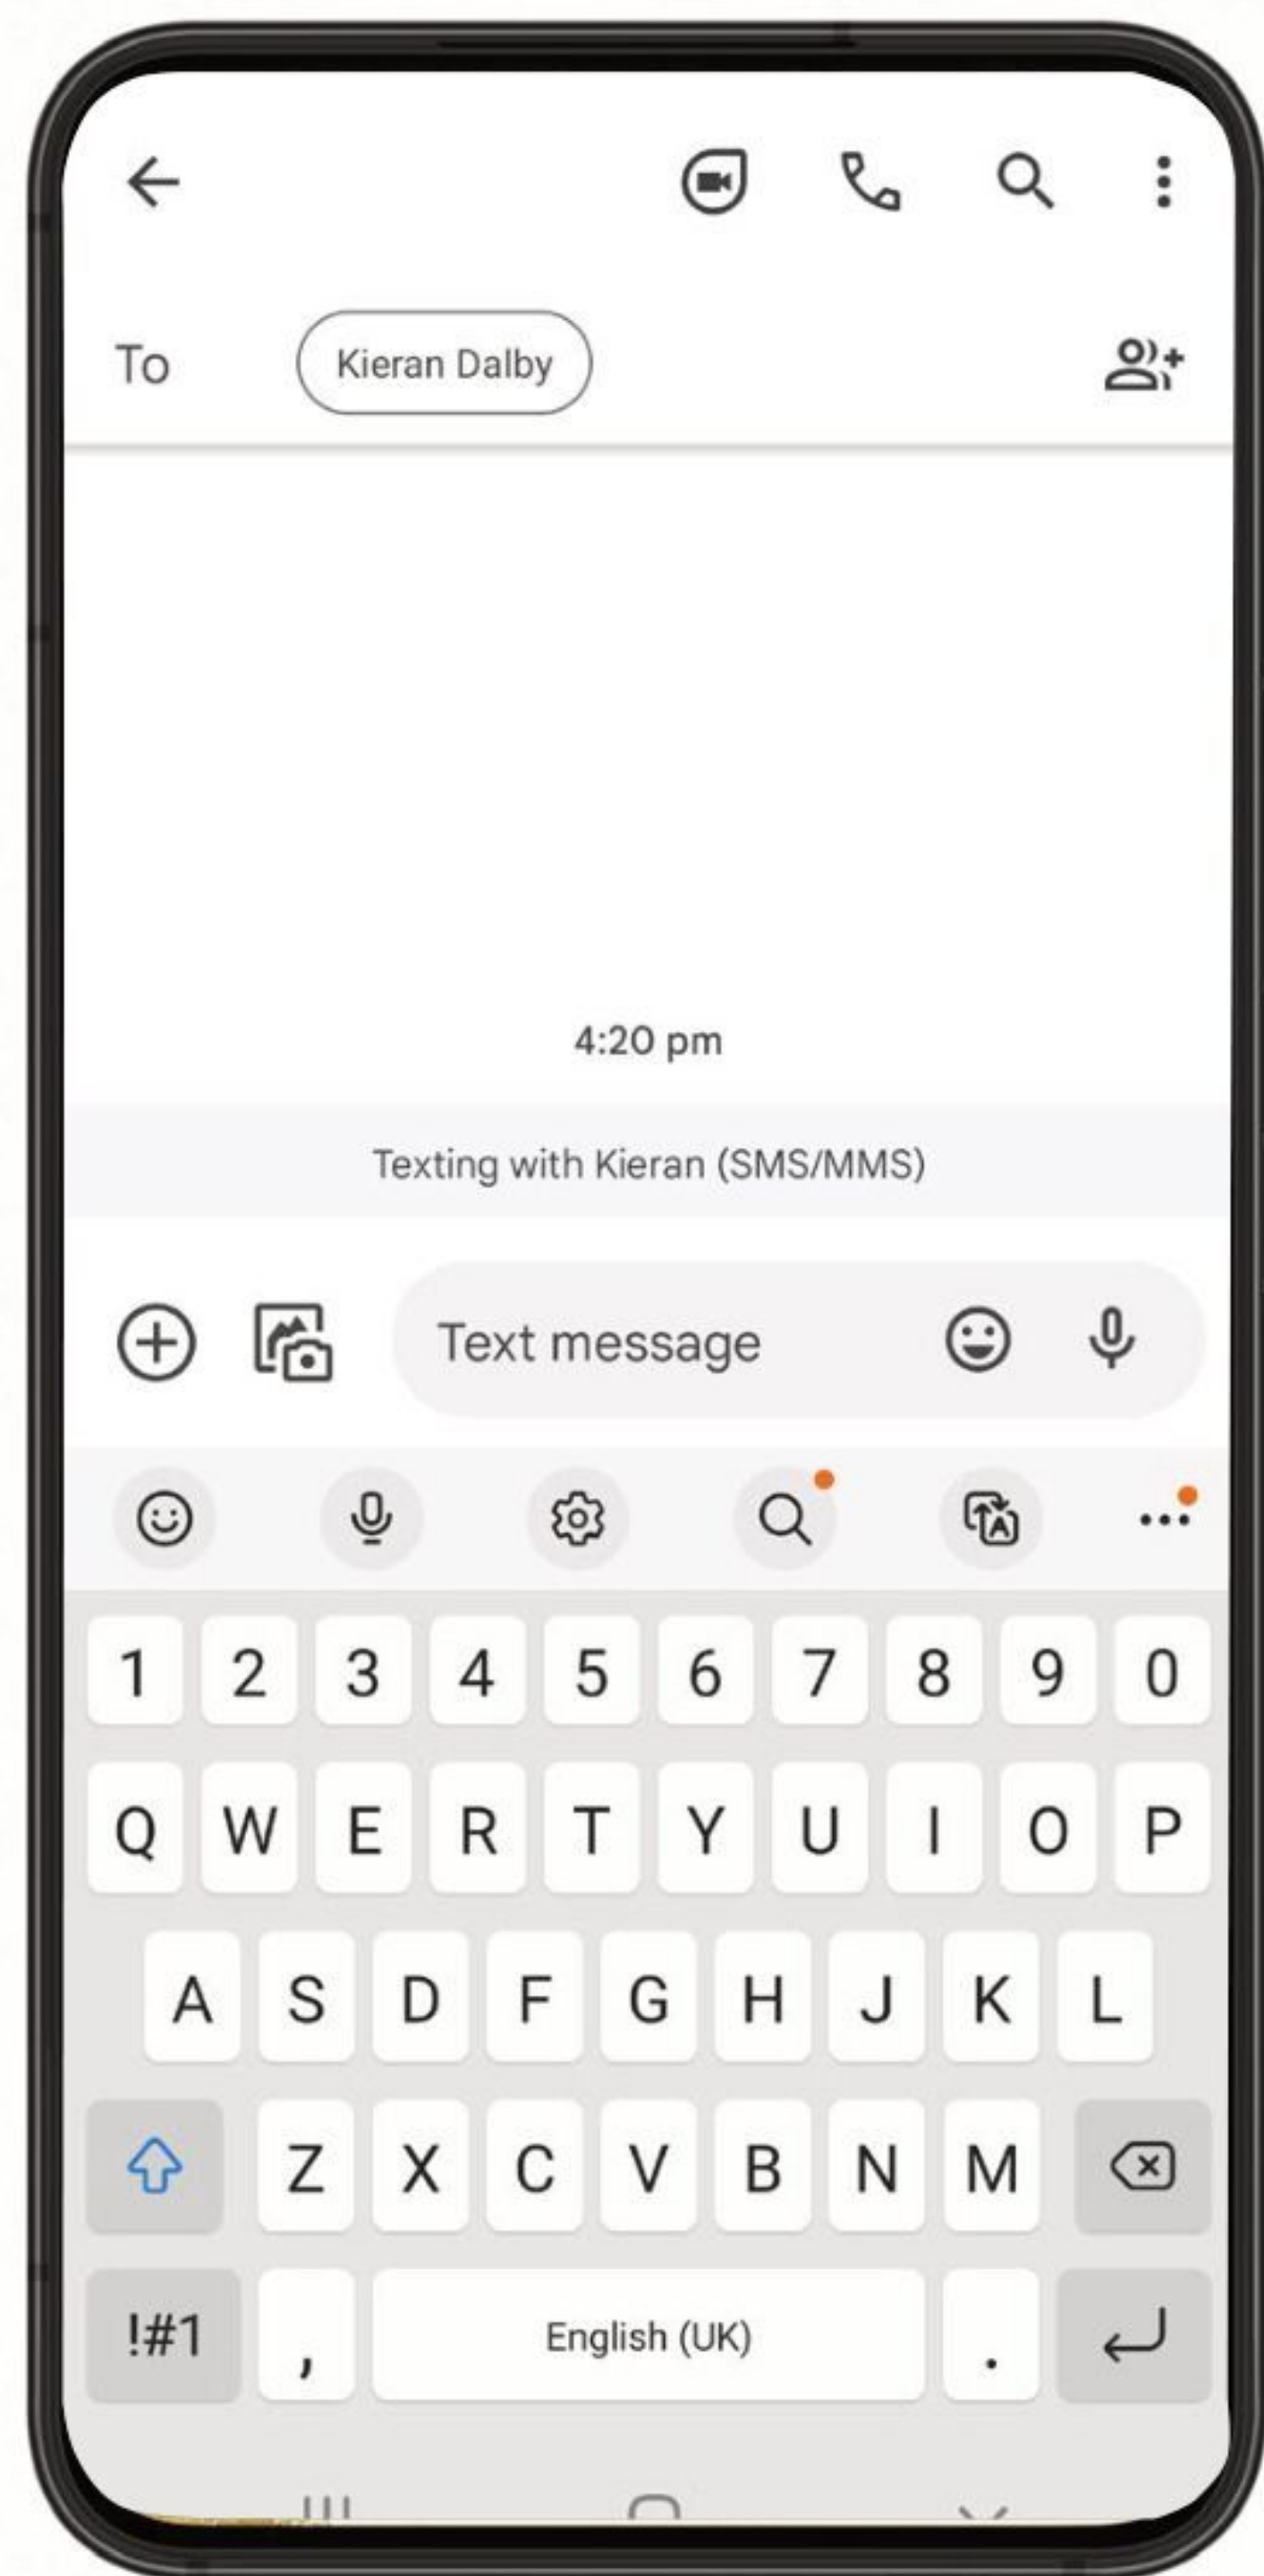 To Kieran Dalby
4:20 pm
Texting with Kieran (SMS/MMS)
Text message
1 2 3 4 5 6 7 8 9 0
Q W E R T Y U I O P
A S D F G H J K L
Z X C V B N M
!#1 , English (UK) .